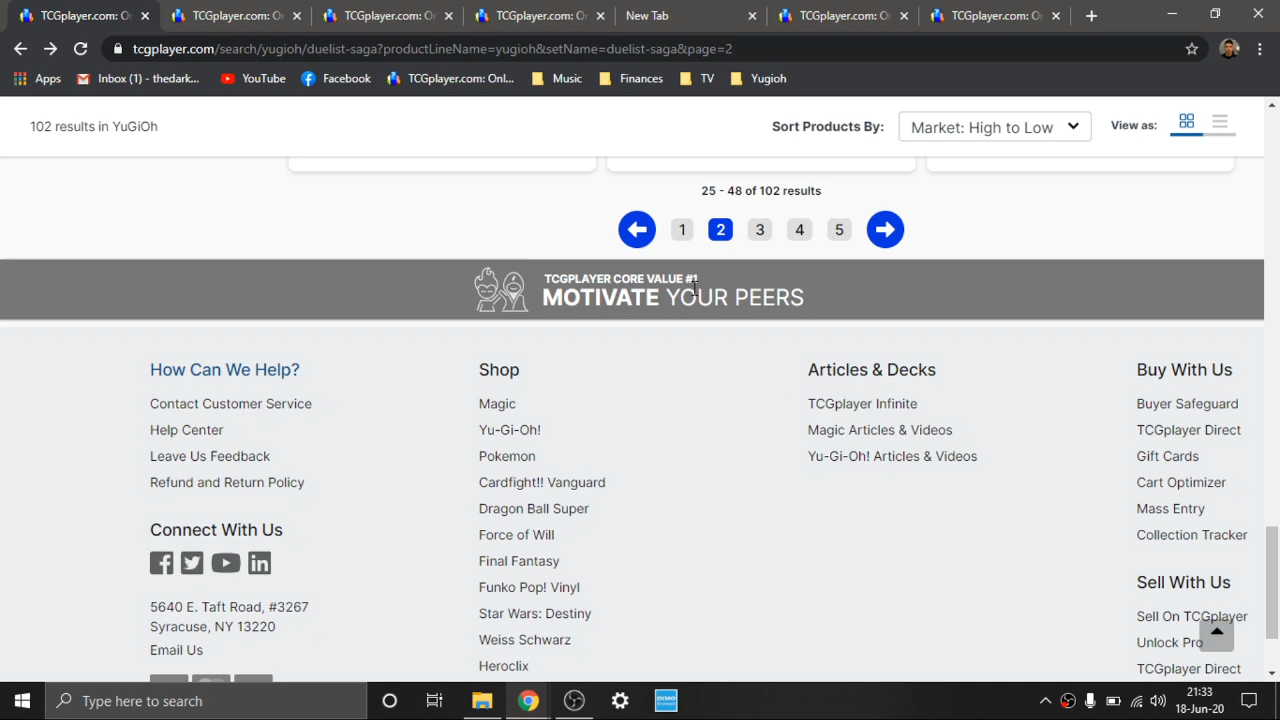 TCGplayer.com: On
TCGplayer.com: On
TCGplayer.com: On
TCGplayer.com: On
New Tab
TCGplayer.com: On
TCGplayer.com: On
tcgplayer.com/search/yugioh/duelist-saga?productLineName=yugioh&setName=duelist-saga&page=2
Apps
Inbox (1) - thedark...
YouTube
Facebook
TCGplayer.com: Onl...
Music
Finances
TV
Yugioh
102 results in YuGiOh
Sort Products By:
Market: High to Low
View as:
25 - 48 of 102 results
1
2
3
4
5
TCGPLAYER CORE VALUE #1
MOTIVATE YOUR PEERS
How Can We Help?
Contact Customer Service
Help Center
Leave Us Feedback
Refund and Return Policy
Connect With Us
5640 E. Taft Road, #3267
Syracuse, NY 13220
Email Us
Shop
Magic
Yu-Gi-Oh!
Pokemon
Cardfight!! Vanguard
Dragon Ball Super
Force of Will
Final Fantasy
Funko Pop! Vinyl
Star Wars: Destiny
Weiss Schwarz
Heroclix
Articles & Decks
TCGplayer Infinite
Magic Articles & Videos
Yu-Gi-Oh! Articles & Videos
Buy With Us
Buyer Safeguard
TCGplayer Direct
Gift Cards
Cart Optimizer
Mass Entry
Collection Tracker
Sell With Us
Sell On TCGplayer
Unlock Pro
TCGplayer Direct
Type here to search
DYMO
21:33
18-Jun-20